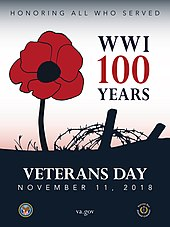 HONORING ALL WHO SERVED
WWI
100
YEARS
VETERANS DAY
NOVEMBER 11, 2018
va.gov